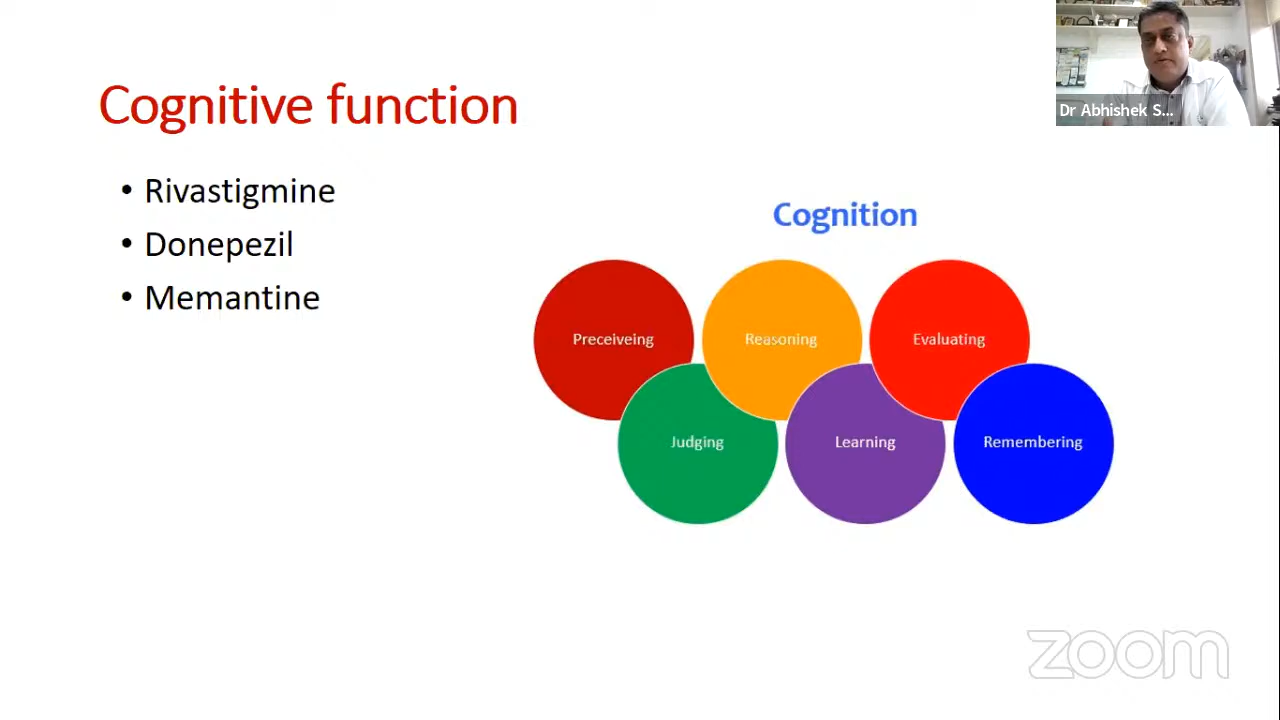 Dr Abhishek S...
Cognitive function
• Rivastigmine
• Donepezil
• Memantine
Cognition
Preceiveing
Reasoning
Evaluating
Judging
Learning
Remembering
zoom